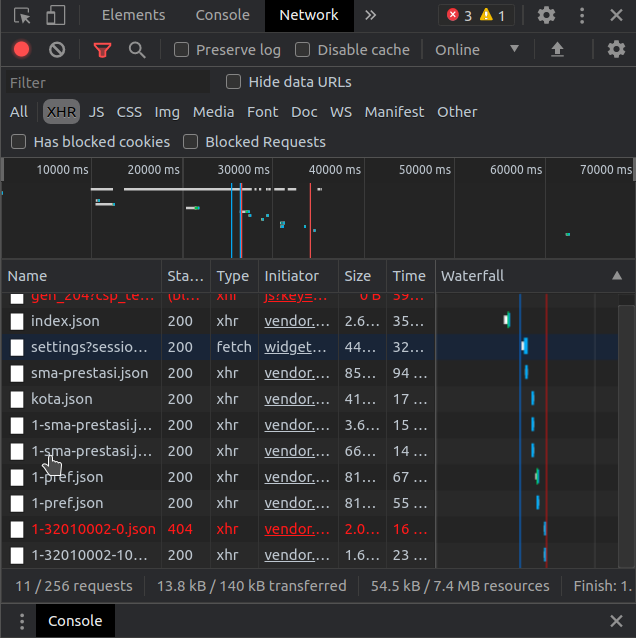 Elements Console Network 3 1
Preserve log Disable cache Online
Filter Hide data URLs
All XHR JS CSS Img Media Font Doc WS Manifest Other
Has blocked cookies Blocked Requests
10000 ms 20000 ms 30000 ms 40000 ms 50000 ms 60000 ms 70000 ms
Name Sta... Type Initiator Size Time Waterfall
gen_204?csp_te... (bl... xhr js?key=... 0 B 59...
index.json 200 xhr vendor.... 2.6... 35...
settings?sessio... 200 fetch widget... 44... 32...
sma-prestasi.json 200 xhr vendor.... 85... 94 ...
kota.json 200 xhr vendor.... 41... 17 ...
1-sma-prestasi.j... 200 xhr vendor.... 3.6... 15 ...
1-sma-prestasi.j... 200 xhr vendor.... 66... 14 ...
1-pref.json 200 xhr vendor.... 81... 67 ...
1-pref.json 200 xhr vendor.... 81... 55 ...
1-32010002-0.json 404 xhr vendor.... 2.0... 16 ...
1-32010002-10... 200 xhr vendor.... 1.6... 23 ...
11 / 256 requests 13.8 kB / 140 kB transferred 54.5 kB / 7.4 MB resources Finish: 1.
Console